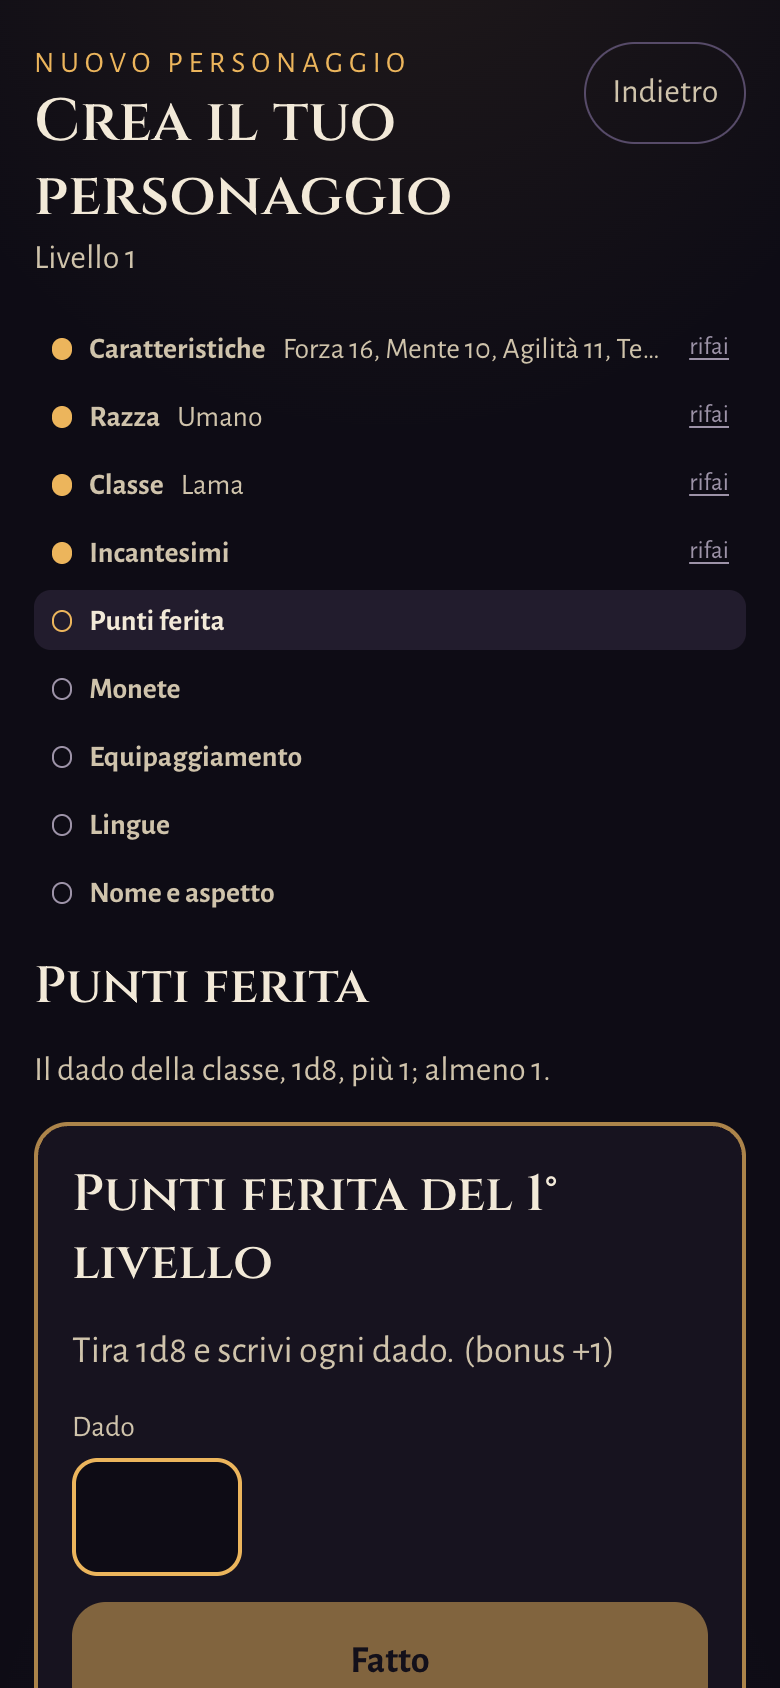 NUOVO PERSONAGGIO
Indietro
Crea il tuo
personaggio
Livello 1
Caratteristiche Forza 16, Mente 10, Agilità 11, Te... rifai
Razza Umano rifai
Classe Lama rifai
Incantesimi rifai
Punti ferita
Monete
Equipaggiamento
Lingue
Nome e aspetto
Punti ferita
Il dado della classe, 1d8, più 1; almeno 1.
Punti ferita del 1°
livello
Tira 1d8 e scrivi ogni dado. (bonus +1)
Dado
Fatto